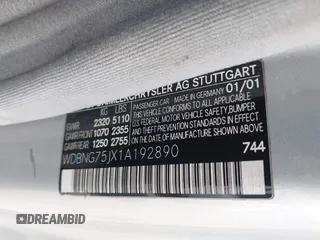 DAIMLERCHRYSLER AG STUTTGART
MADE IN GERMANY 01/01
KG LBS PASSENGER CAR
GVWR 2320 5110 THIS VEHICLE CONFORMS TO ALL
GAWR FRONT 1070 2355 APPLICABLE U.S. FEDERAL MOTOR
GAWR REAR 1250 2755 VEHICLE SAFETY BUMPER
AND THEFT PREVENTION STANDARDS IN EFFECT
ON THE DATE OF MANUFACTURE SHOWN ABOVE
WDBNG75JX1A192890
744
DREAMBID